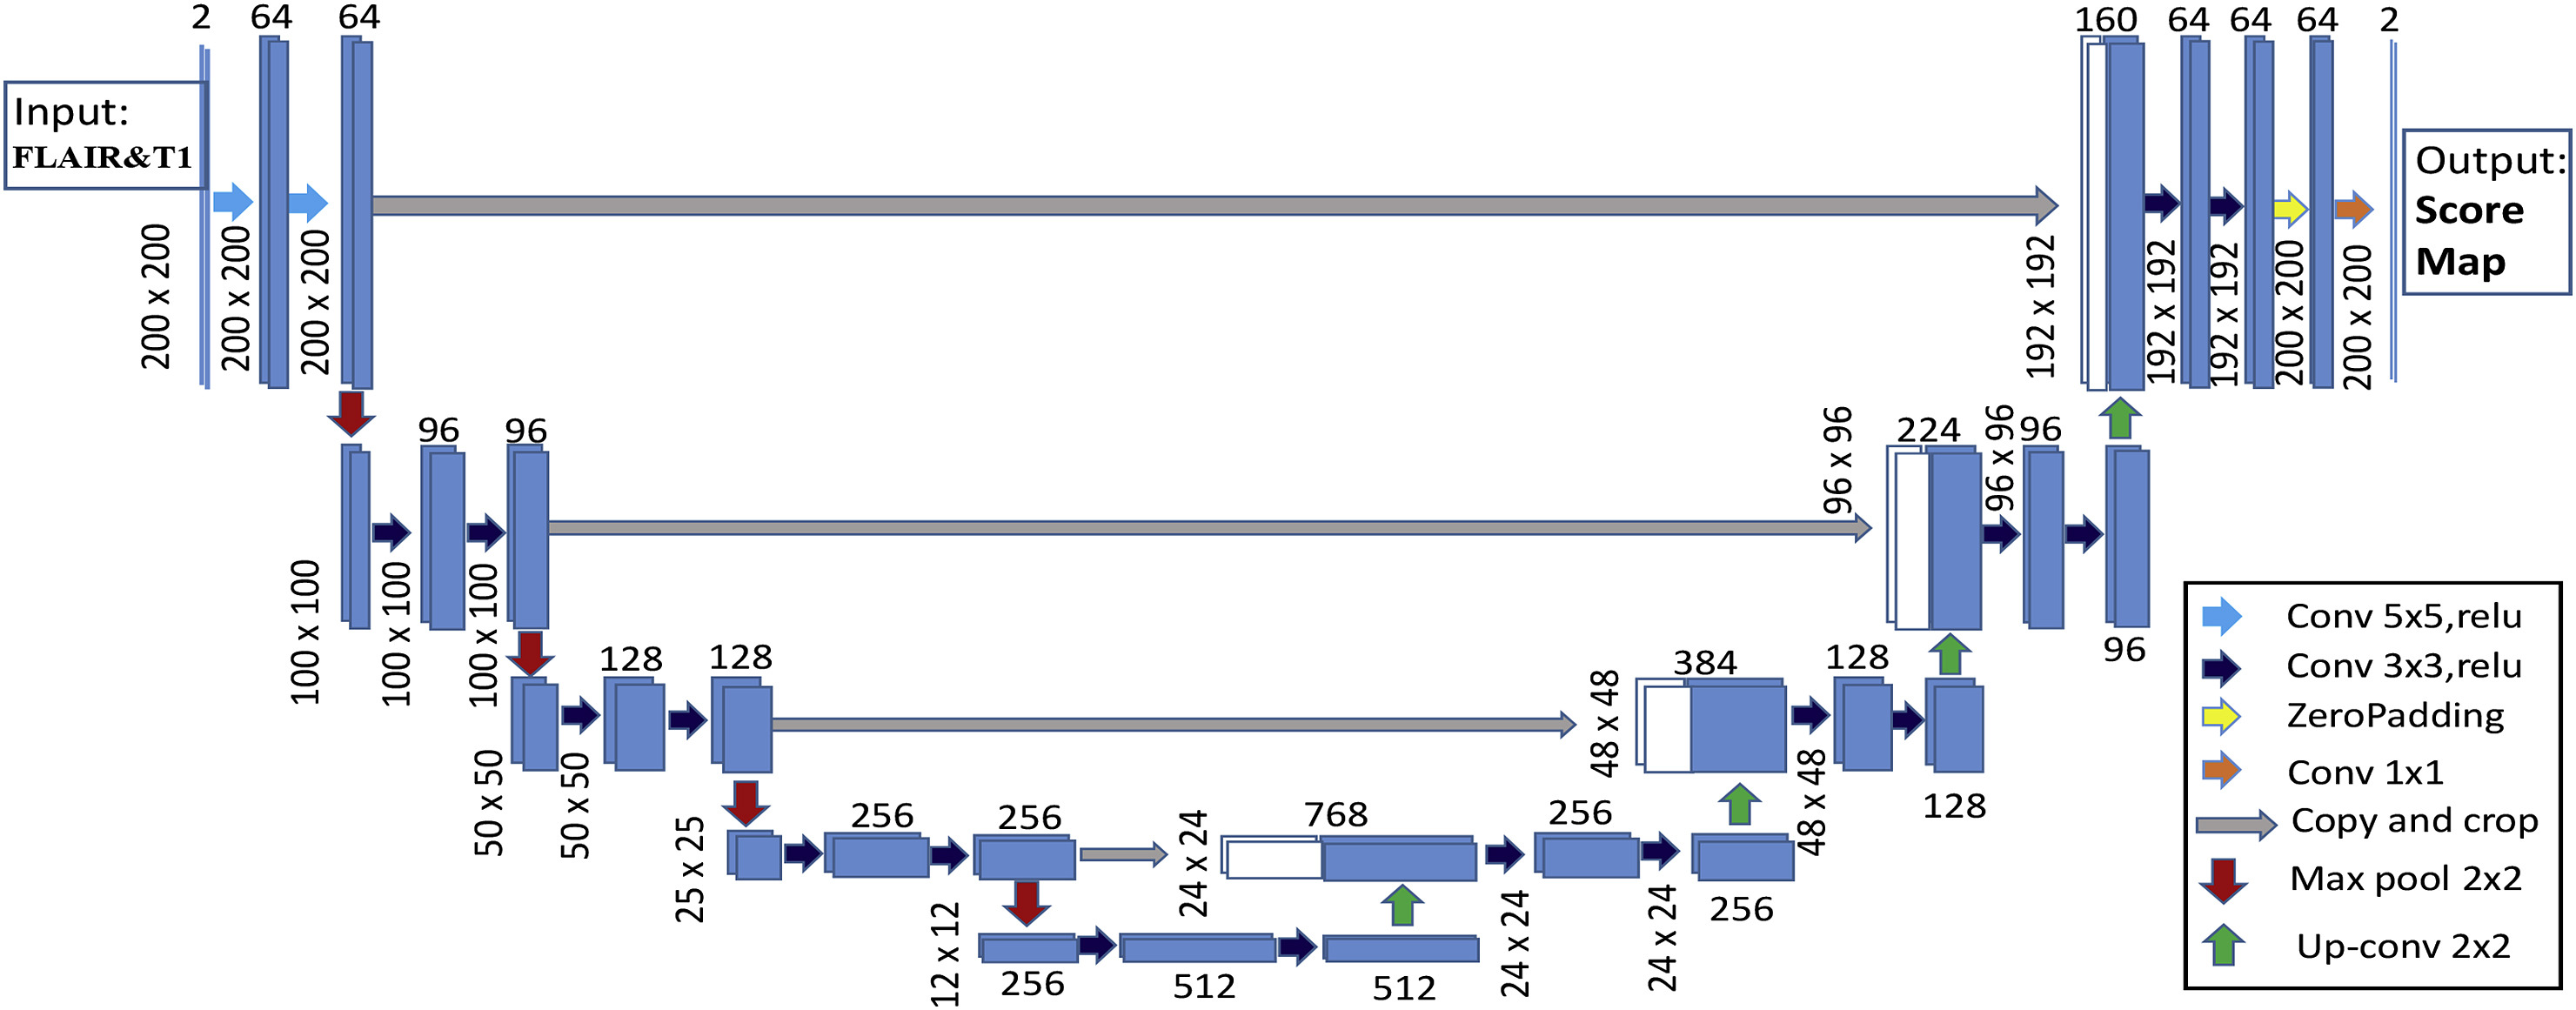 2
64
64
160
64
64
64
2
Input:
FLAIR&T1
Output:
Score
Map
200 x 200
200 x 200
200 x 200
192 x 192
192 x 192
192 x 192
200 x 200
200 x 200
96
96
224
96
96
100 x 100
100 x 100
100 x 100
96 x 96
96 x 96
128
128
384
128
128
50 x 50
50 x 50
48 x 48
48 x 48
256
256
768
256
256
25 x 25
24 x 24
24 x 24
24 x 24
12 x 12
256
512
512
Conv 5x5,relu
Conv 3x3,relu
ZeroPadding
Conv 1x1
Copy and crop
Max pool 2x2
Up-conv 2x2